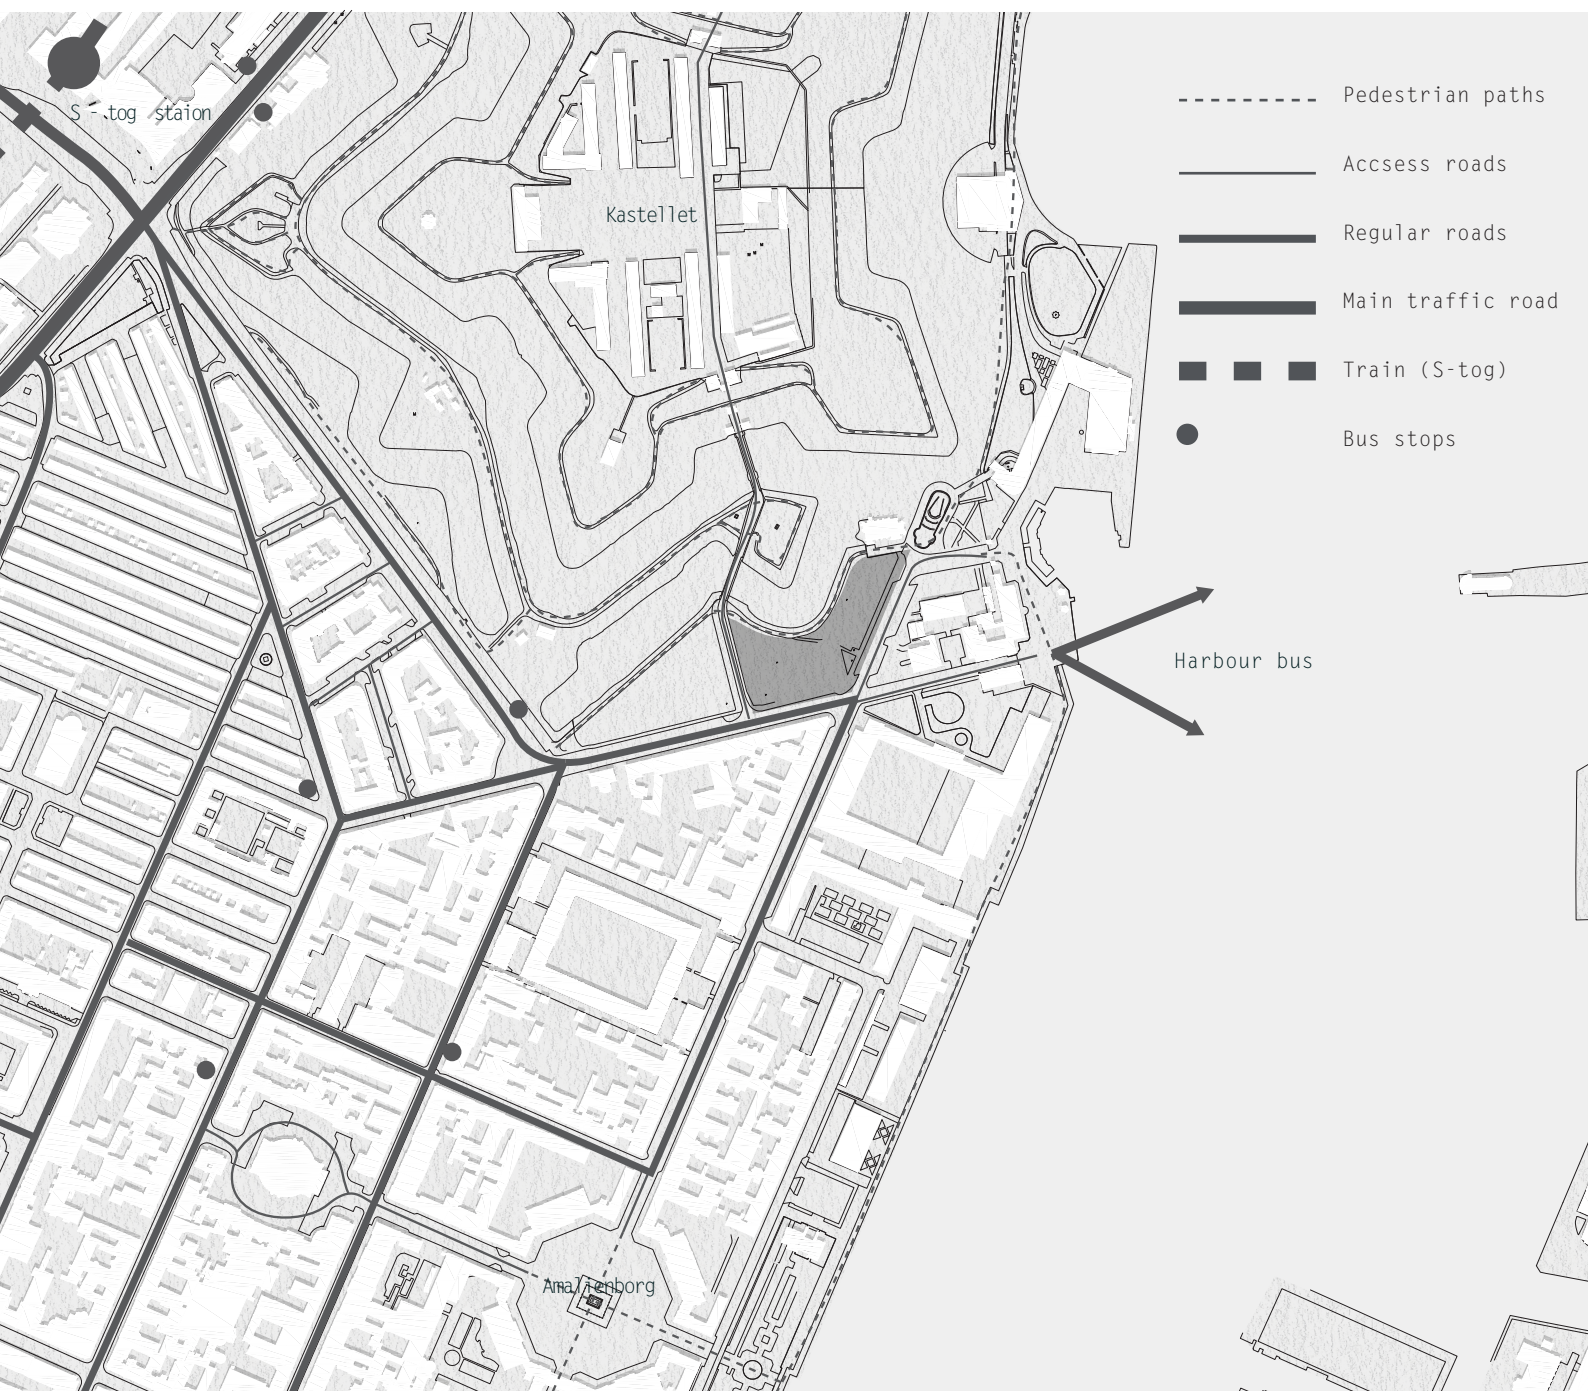 Pedestrian paths
S - tog staion
Accsess roads
Kastellet
Regular roads
Main traffic road
Train (S-tog)
Bus stops
Harbour bus
Amalienborg